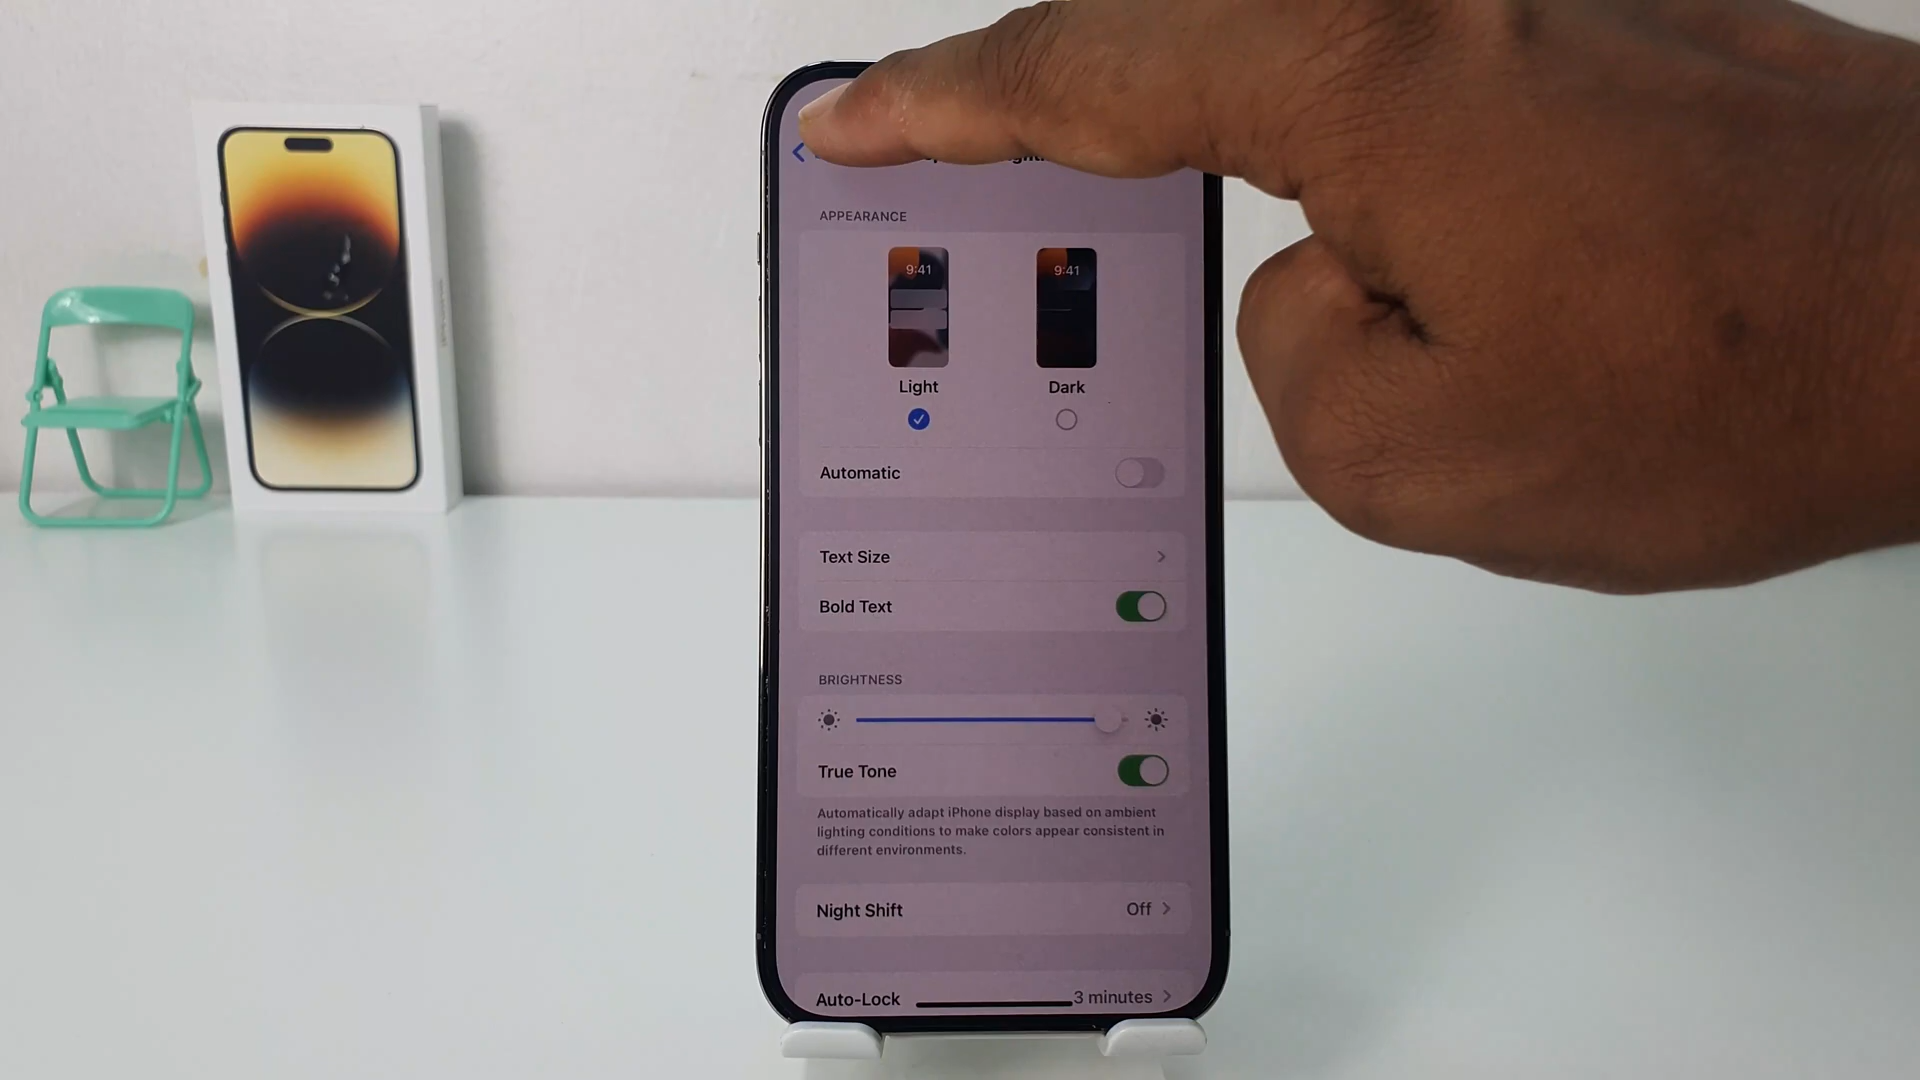 APPEARANCE
9:41
9:41
Light
Dark
Automatic
Text Size
Bold Text
BRIGHTNESS
True Tone
Automatically adapt iPhone display based on ambient
lighting conditions to make colors appear consistent in
different environments.
Night Shift
Off
Auto-Lock
3 minutes